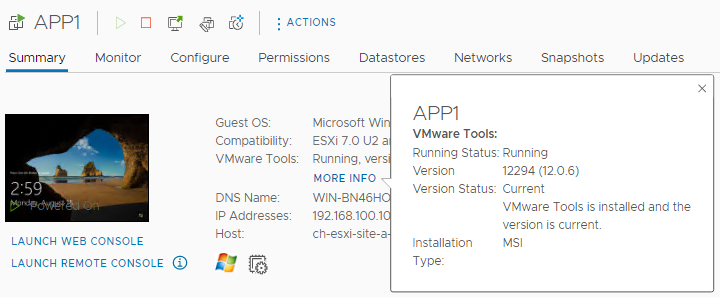 APP1
ACTIONS
Summary Monitor Configure Permissions Datastores Networks Snapshots Updates
2:59
Powered On
LAUNCH WEB CONSOLE
LAUNCH REMOTE CONSOLE
Guest OS: Microsoft Win
Compatibility: ESXi 7.0 U2 an
VMware Tools: Running, versi
MORE INFO
DNS Name: WIN-BN46HO
IP Addresses: 192.168.100.10
Host: ch-esxi-site-a-
APP1
VMware Tools:
Running Status: Running
Version 12294 (12.0.6)
Version Status: Current
VMware Tools is installed and the
version is current.
Installation MSI
Type: